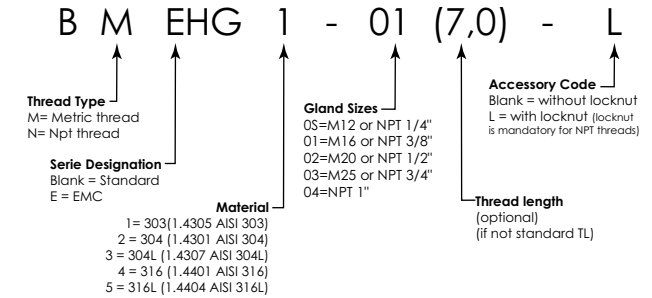 B M EHG 1 - 01 (7,0) - L
Thread Type
M= Metric thread
N= Npt thread
Serie Designation
Blank = Standard
E = EMC
Material
1= 303(1.4305 AISI 303)
2 = 304 (1.4301 AISI 304)
3 = 304L (1.4307 AISI 304L)
4 = 316 (1.4401 AISI 316)
5 = 316L (1.4404 AISI 316L)
Gland Sizes
0S=M12 or NPT 1/4"
01=M16 or NPT 3/8"
02=M20 or NPT 1/2"
03=M25 or NPT 3/4"
04=NPT 1"
Accessory Code
Blank = without locknut
L = with locknut (locknut
is mandatory for NPT threads)
Thread length
(optional)
(if not standard TL)